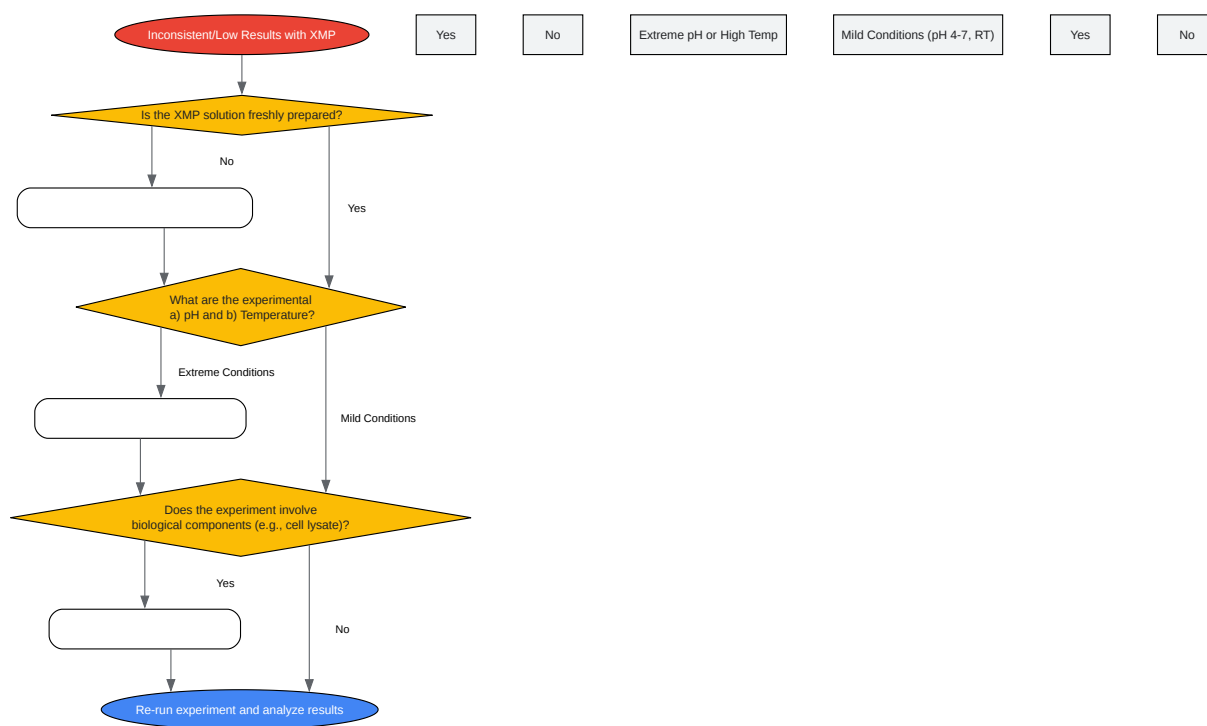 Inconsistent/Low Results with XMP
Yes
No
Extreme pH or High Temp
Mild Conditions (pH 4-7, RT)
Yes
No
Is the XMP solution freshly prepared?
No
Yes
What are the experimental
a) pH and b) Temperature?
Extreme Conditions
Mild Conditions
Does the experiment involve
biological components (e.g., cell lysate)?
Yes
No
Re-run experiment and analyze results